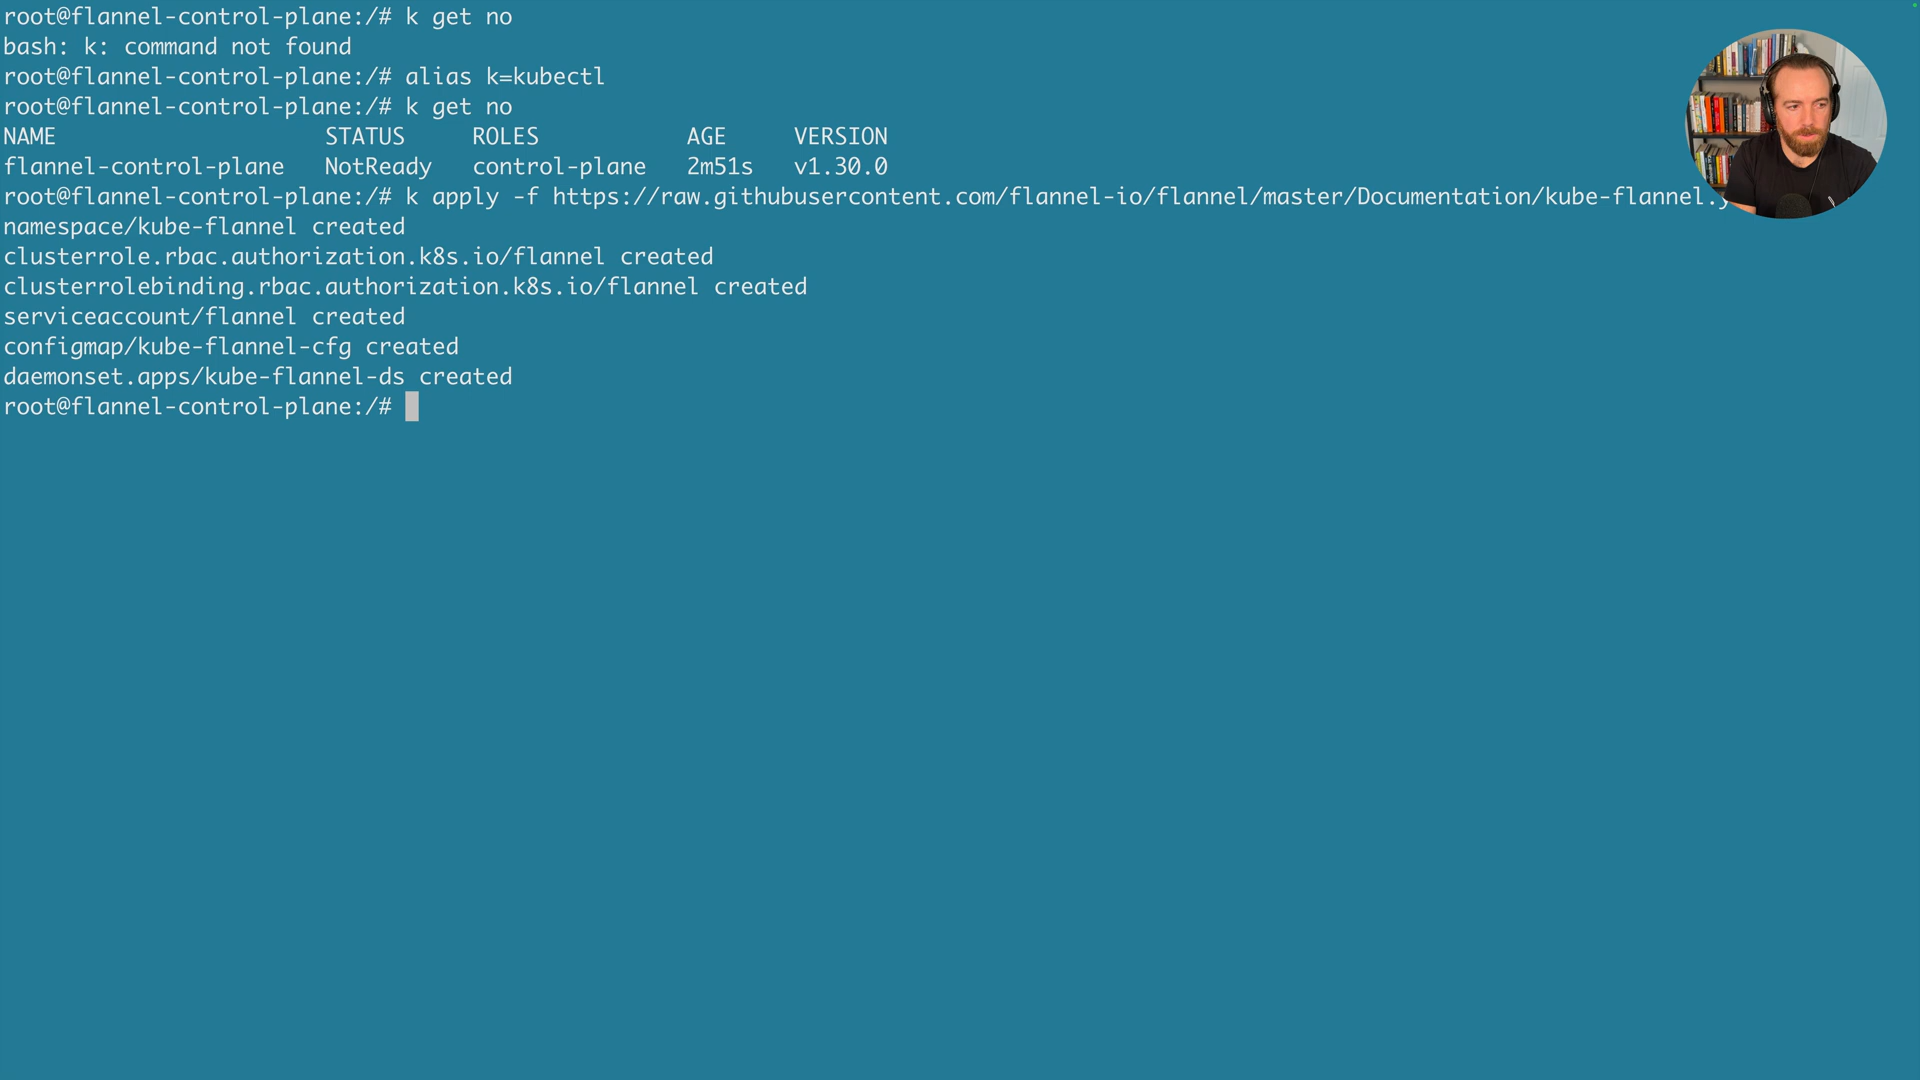 root@flannel-control-plane:/# k get no
bash: k: command not found
root@flannel-control-plane:/# alias k=kubectl
root@flannel-control-plane:/# k get no
NAME                    STATUS     ROLES           AGE     VERSION
flannel-control-plane   NotReady   control-plane   2m51s   v1.30.0
root@flannel-control-plane:/# k apply -f https://raw.githubusercontent.com/flannel-io/flannel/master/Documentation/kube-flannel.y
namespace/kube-flannel created
clusterrole.rbac.authorization.k8s.io/flannel created
clusterrolebinding.rbac.authorization.k8s.io/flannel created
serviceaccount/flannel created
configmap/kube-flannel-cfg created
daemonset.apps/kube-flannel-ds created
root@flannel-control-plane:/#